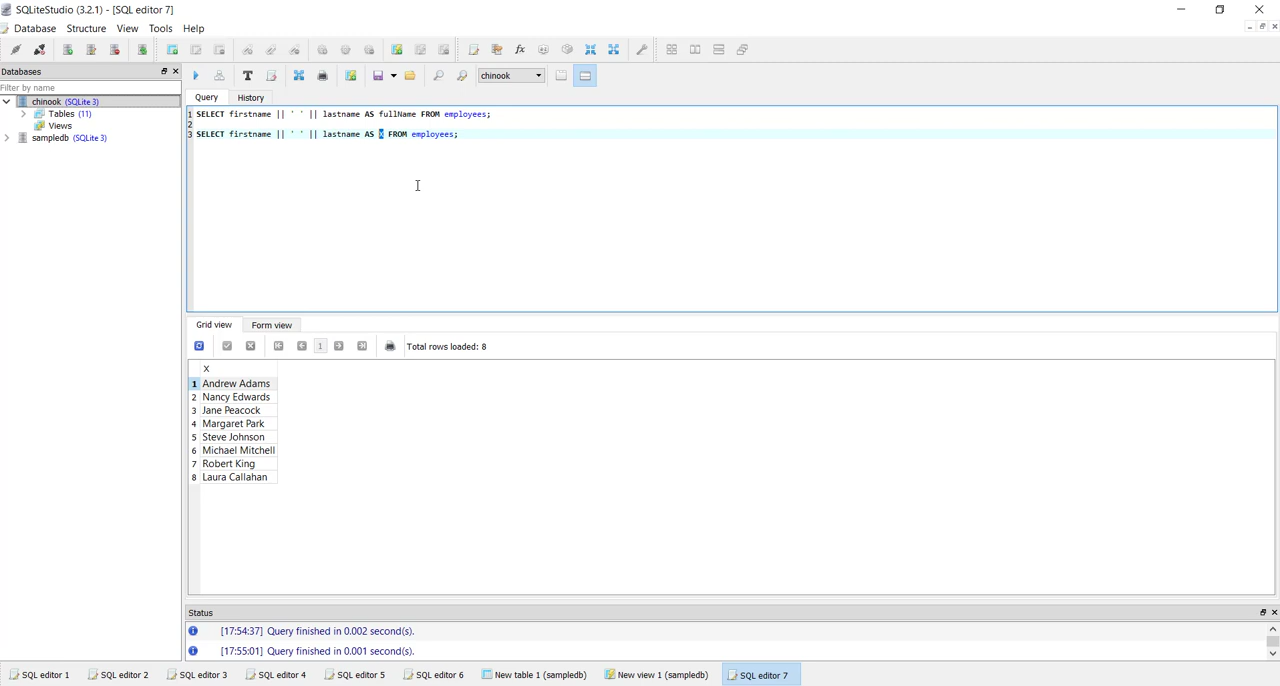 SQLiteStudio (3.2.1) - [SQL editor 7]
Database Structure View Tools Help
Databases
Filter by name
chinook (SQLite 3)
Tables (11)
Views
sampledb (SQLite 3)
chinook
Query History
1 SELECT firstname || ' ' || lastname AS fullName FROM employees;
2
3 SELECT firstname || ' ' || lastname AS X FROM employees;
Grid view Form view
1 Total rows loaded: 8
X
1 Andrew Adams
2 Nancy Edwards
3 Jane Peacock
4 Margaret Park
5 Steve Johnson
6 Michael Mitchell
7 Robert King
8 Laura Callahan
Status
[17:54:37] Query finished in 0.002 second(s).
[17:55:01] Query finished in 0.001 second(s).
SQL editor 1 SQL editor 2 SQL editor 3 SQL editor 4 SQL editor 5 SQL editor 6 New table 1 (sampledb) New view 1 (sampledb) SQL editor 7